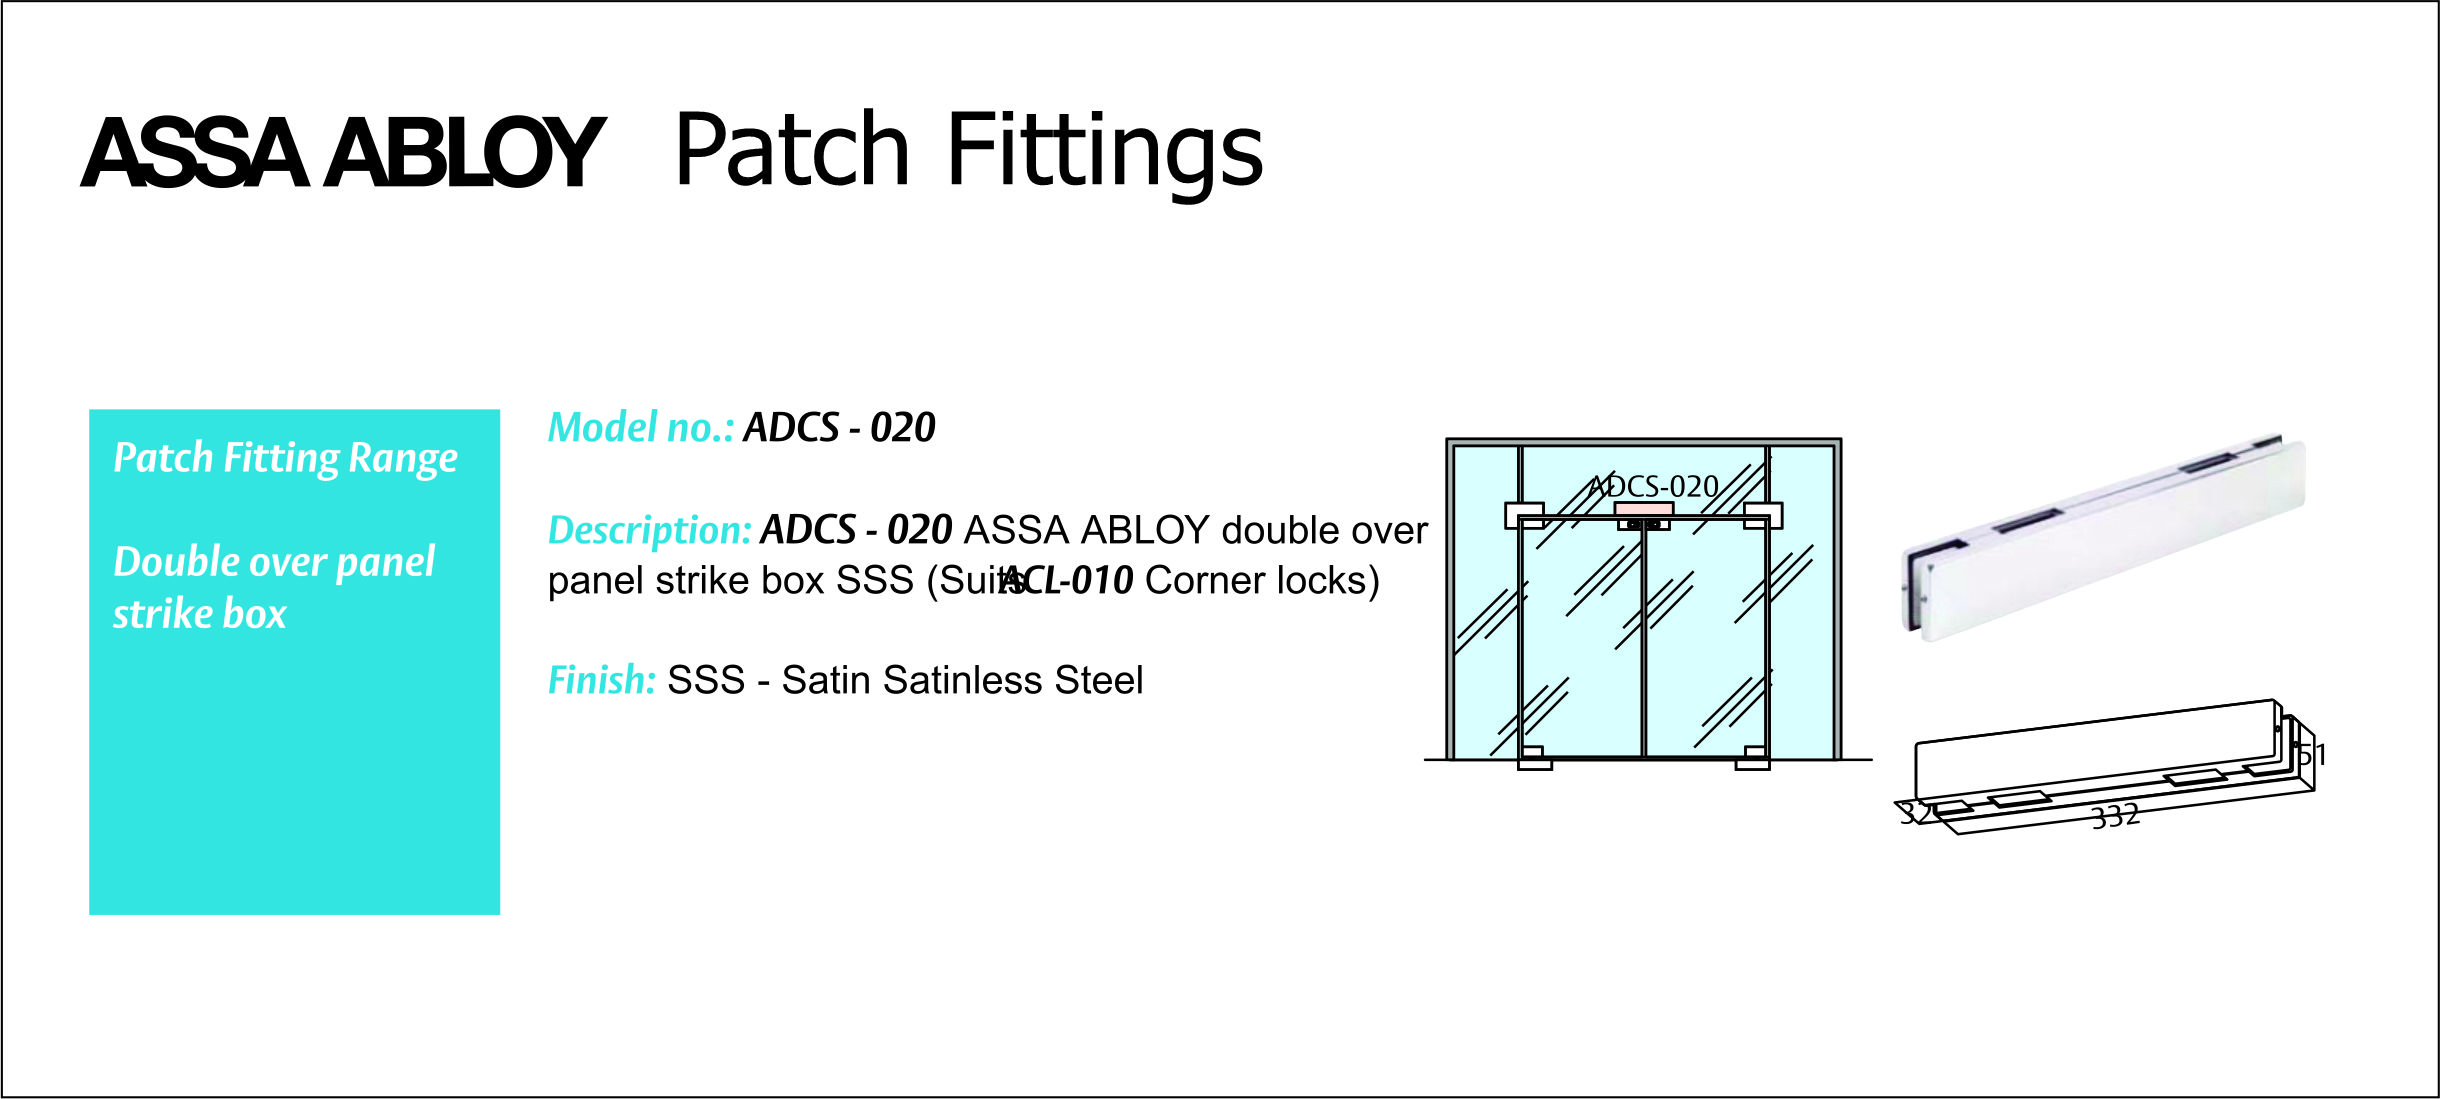 ASSA ABLOY Patch Fittings
Patch Fitting Range
Double over panel
strike box
Model no.: ADCS - 020
Description: ADCS - 020 ASSA ABLOY double over
panel strike box SSS (Suits ACL-010 Corner locks)
Finish: SSS - Satin Satinless Steel
ADCS-020
51
32
332